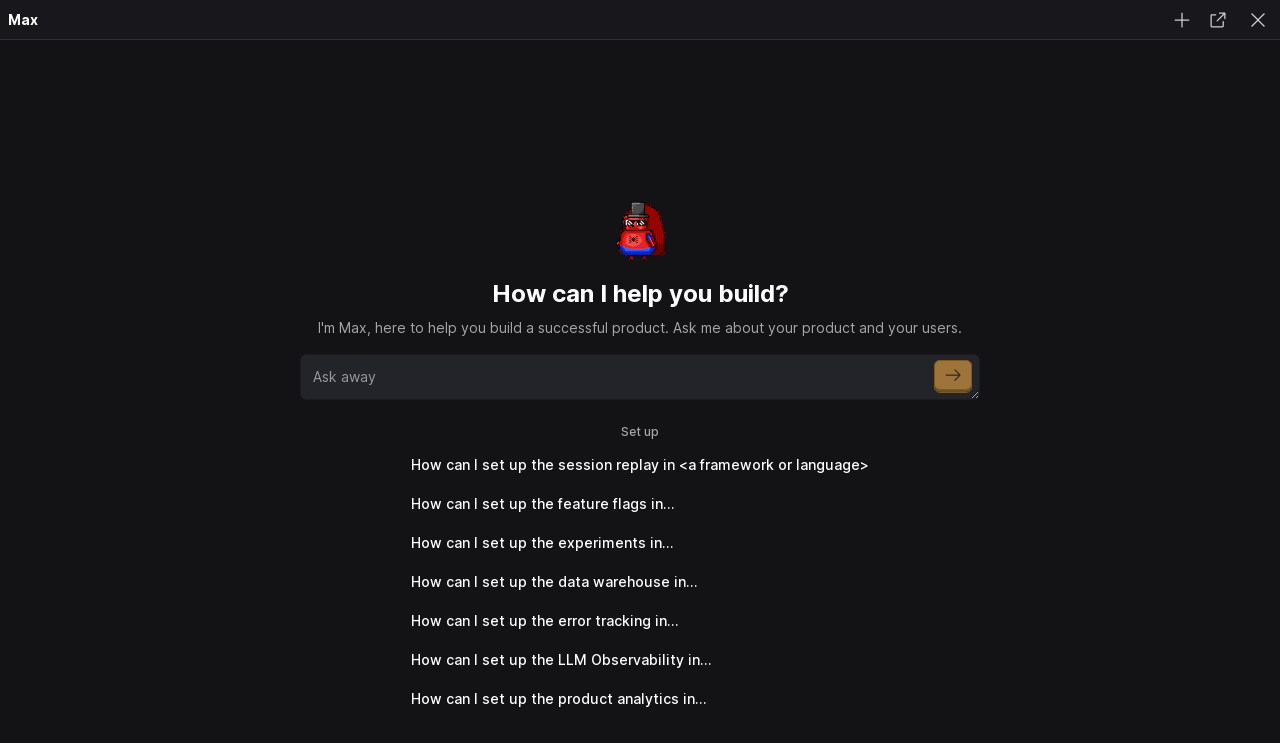 Max
How can I help you build?
I'm Max, here to help you build a successful product. Ask me about your product and your users.
Ask away
Set up
How can I set up the session replay in <a framework or language>
How can I set up the feature flags in...
How can I set up the experiments in...
How can I set up the data warehouse in...
How can I set up the error tracking in...
How can I set up the LLM Observability in...
How can I set up the product analytics in...